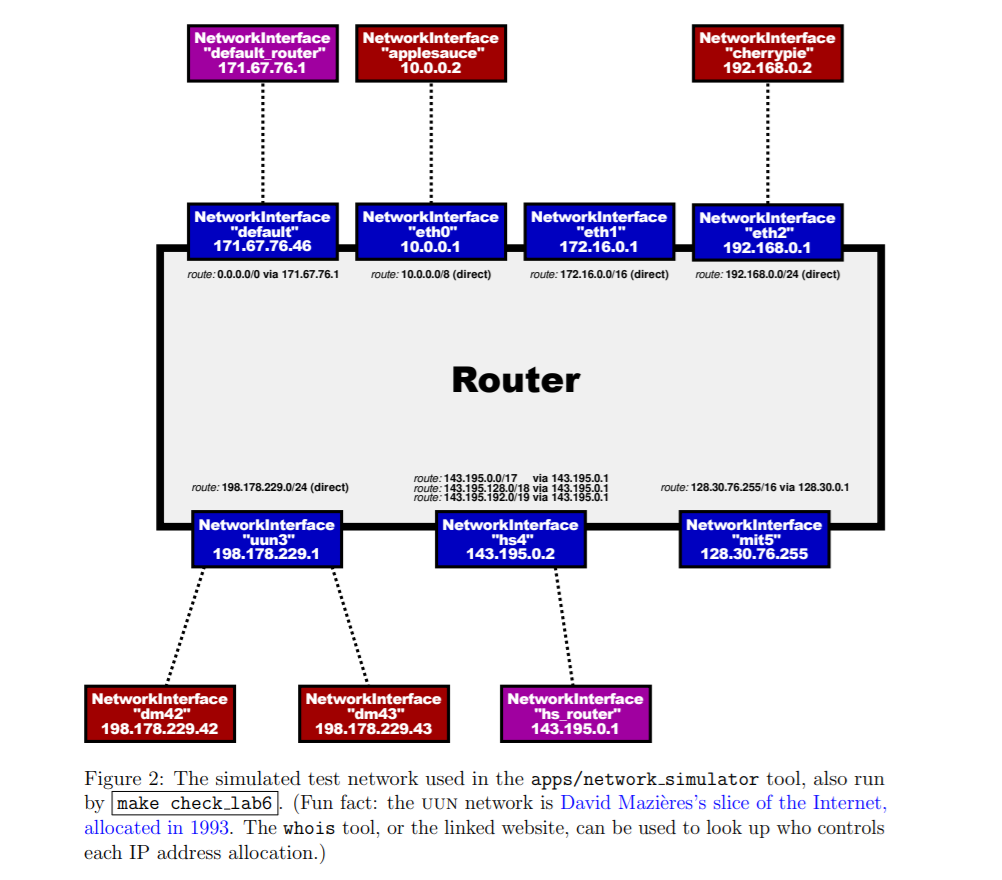 NetworkInterface
"default_router"
171.67.76.1
NetworkInterface
"applesauce"
10.0.0.2
NetworkInterface
"cherrypie"
192.168.0.2
NetworkInterface
"default"
171.67.76.46
NetworkInterface
"eth0"
10.0.0.1
NetworkInterface
"eth1"
172.16.0.1
NetworkInterface
"eth2"
192.168.0.1
route: 0.0.0.0/0 via 171.67.76.1
route: 10.0.0.0/8 (direct)
route: 172.16.0.0/16 (direct)
route: 192.168.0.0/24 (direct)
Router
route: 198.178.229.0/24 (direct)
route: 143.195.0.0/17 via 143.195.0.1
route: 143.195.128.0/18 via 143.195.0.1
route: 143.195.192.0/19 via 143.195.0.1
route: 128.30.76.255/16 via 128.30.0.1
NetworkInterface
"uun3"
198.178.229.1
NetworkInterface
"hs4"
143.195.0.2
NetworkInterface
"mit5"
128.30.76.255
NetworkInterface
"dm42"
198.178.229.42
NetworkInterface
"dm43"
198.178.229.43
NetworkInterface
"hs_router"
143.195.0.1
Figure 2: The simulated test network used in the apps/network_simulator tool, also run
by make check_lab6. (Fun fact: the UUN network is David Mazières's slice of the Internet,
allocated in 1993. The whois tool, or the linked website, can be used to look up who controls
each IP address allocation.)